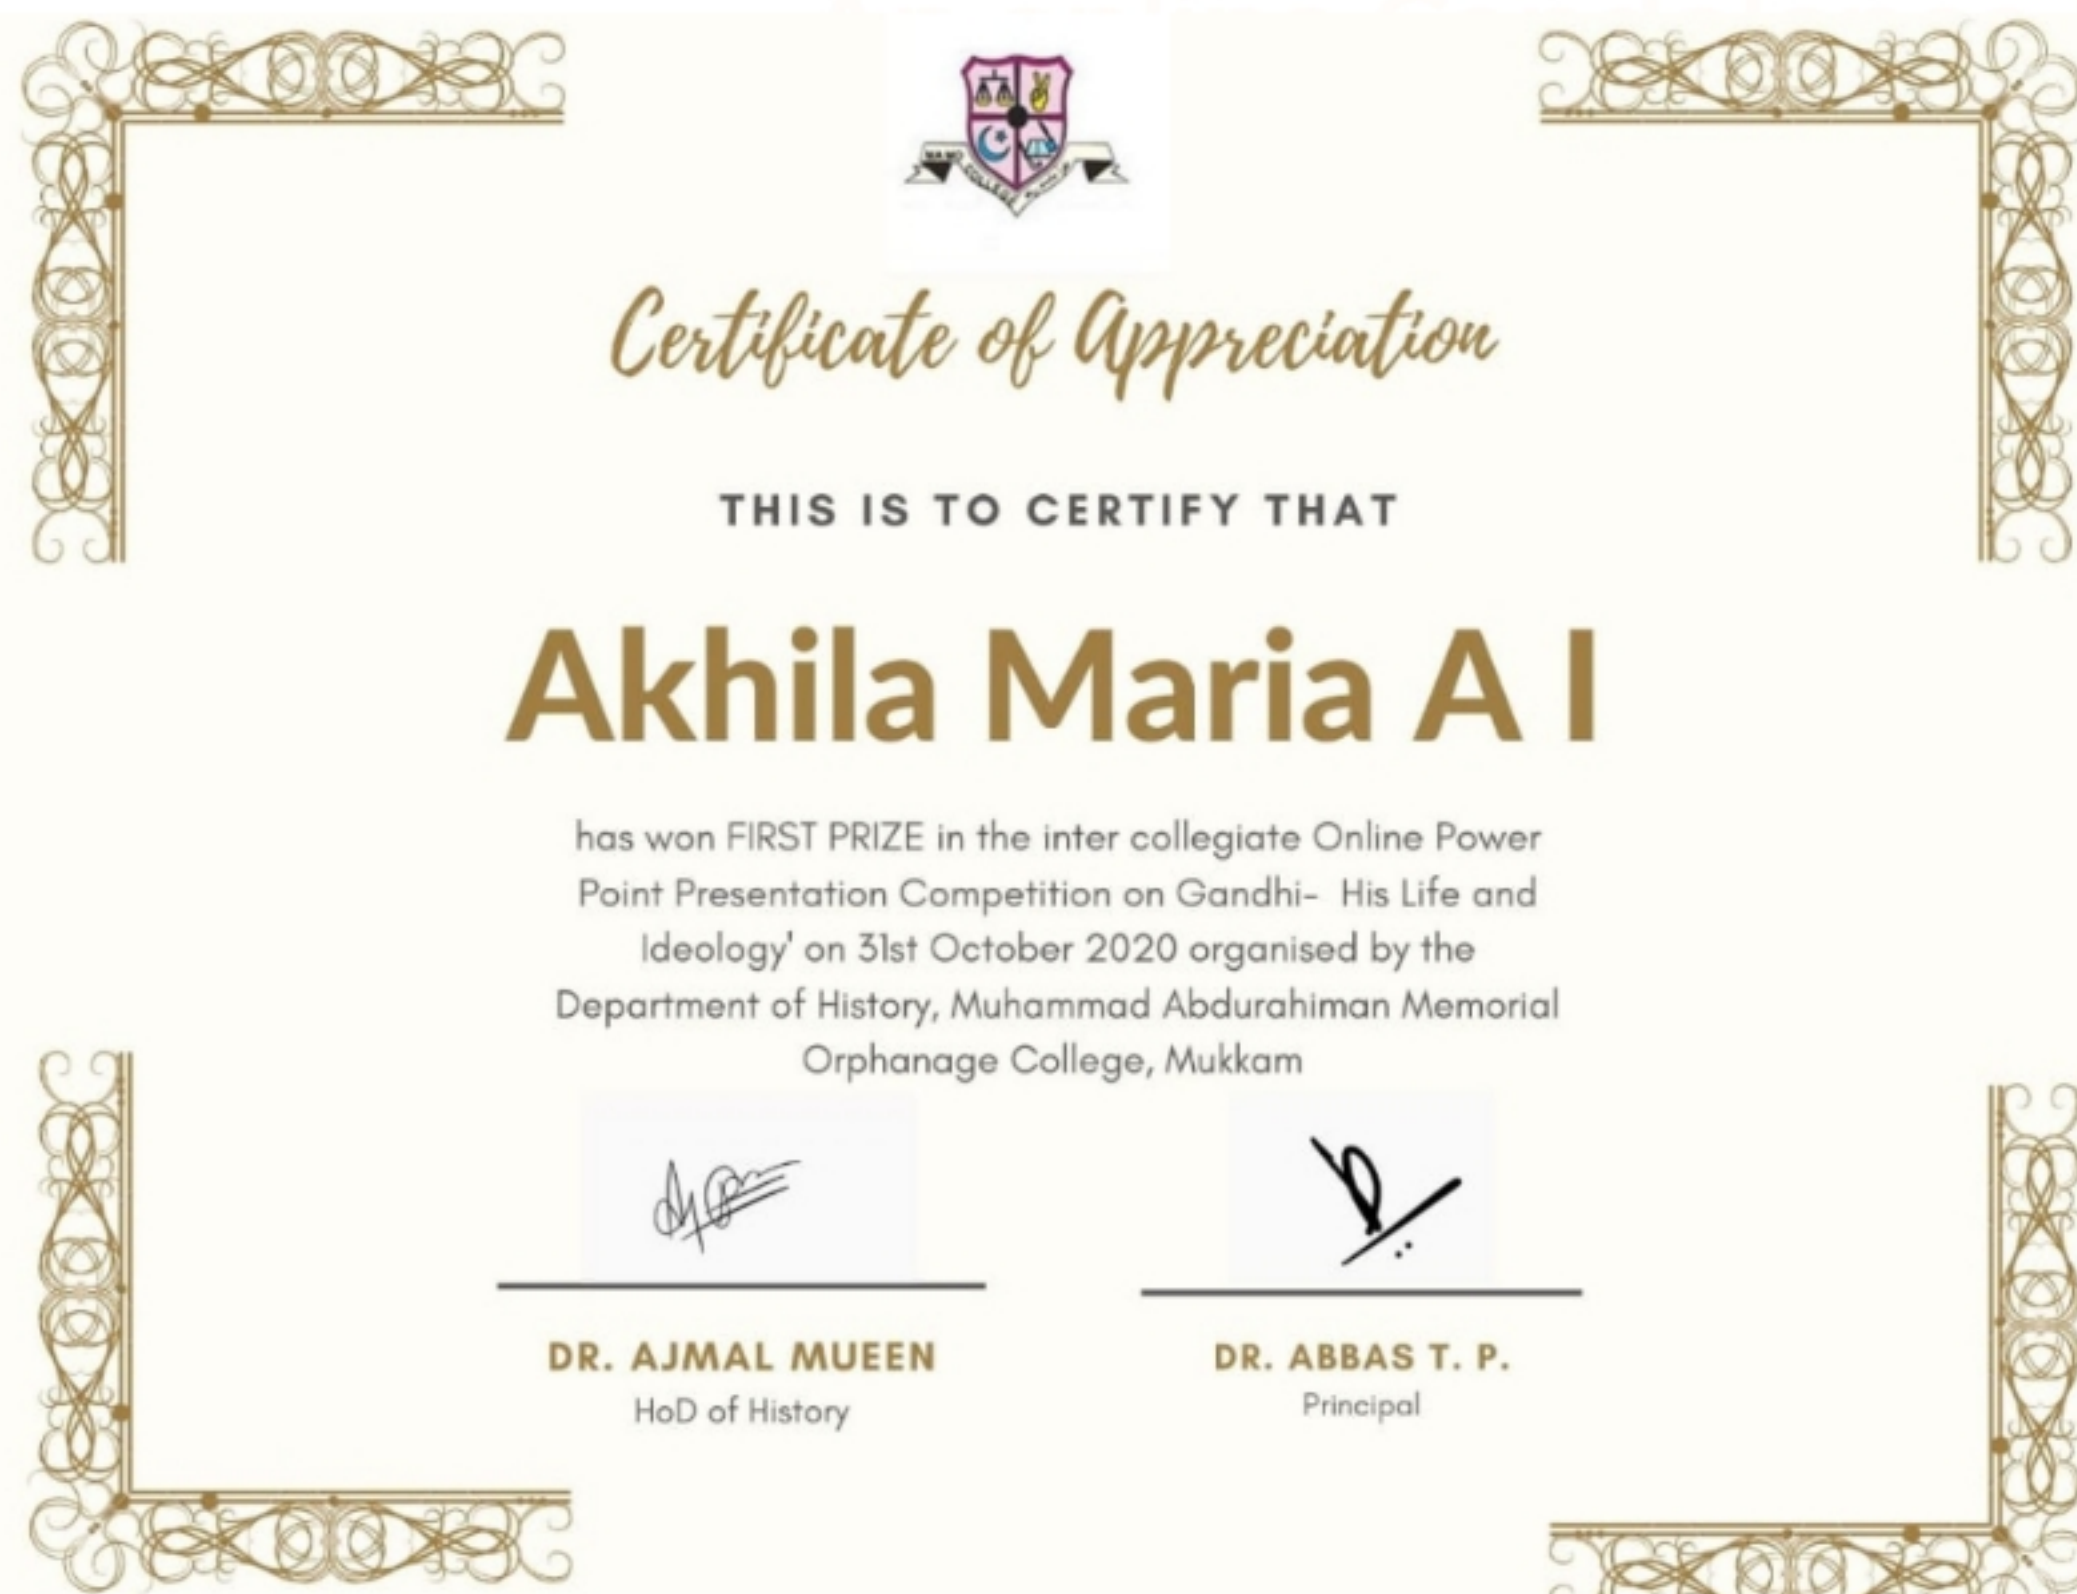 MAMO COLLEGE
Certificate of Appreciation
THIS IS TO CERTIFY THAT
Akhila Maria A I
has won FIRST PRIZE in the inter collegiate Online Power
Point Presentation Competition on Gandhi-  His Life and
Ideology' on 31st October 2020 organised by the
Department of History, Muhammad Abdurahiman Memorial
Orphanage College, Mukkam
DR. AJMAL MUEEN
HoD of History
DR. ABBAS T. P.
Principal